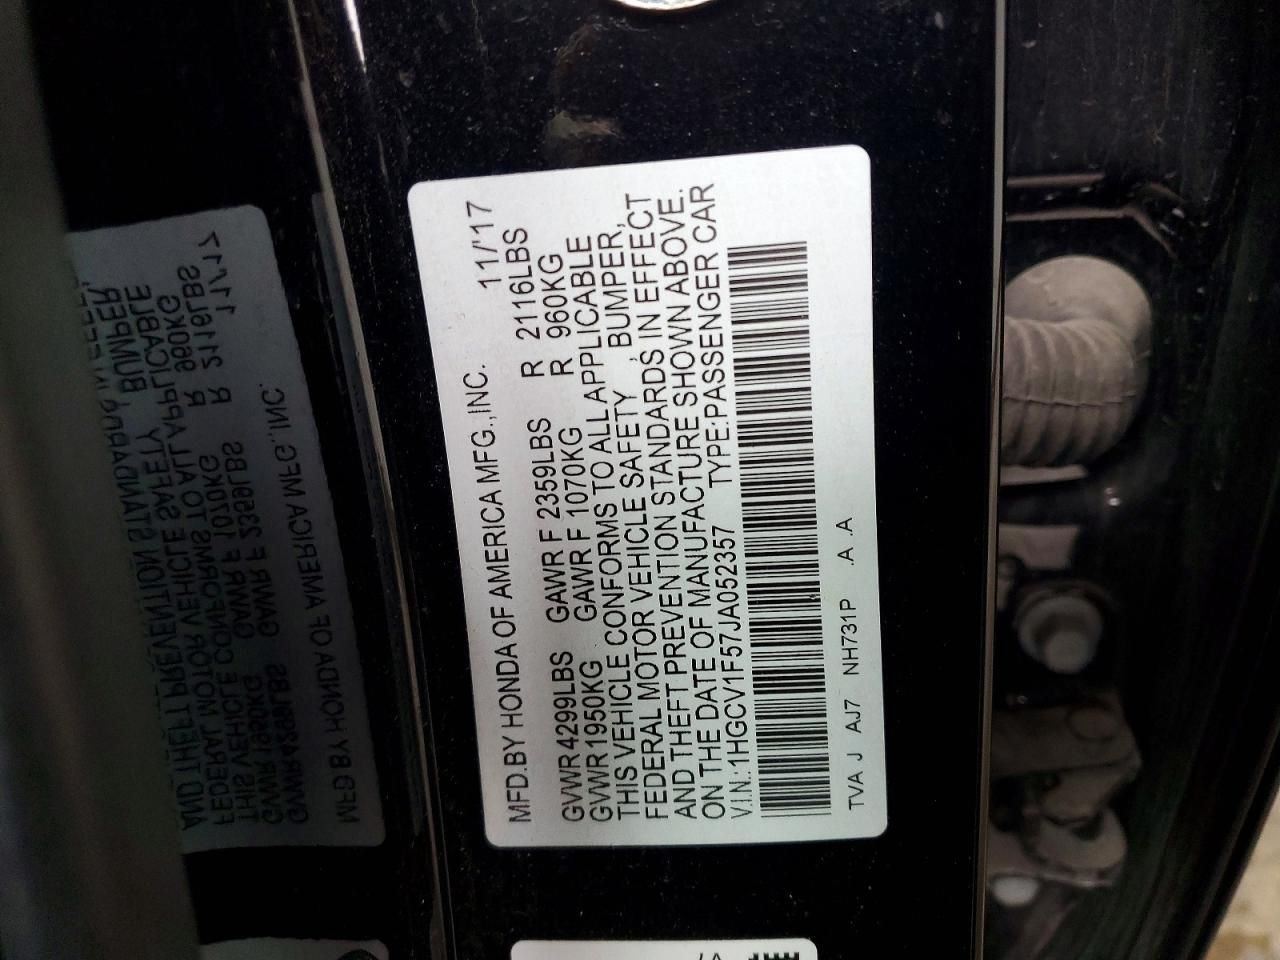 MFD.BY HONDA OF AMERICA MFG.,INC. 11/'17
GVWR 4299LBS GAWR F 2359LBS R 2116LBS
GVWR 1950KG GAWR F 1070KG R 960KG
THIS VEHICLE CONFORMS TO ALL APPLICABLE
FEDERAL MOTOR VEHICLE SAFETY , BUMPER,
AND THEFT PREVENTION STANDARDS IN EFFECT
ON THE DATE OF MANUFACTURE SHOWN ABOVE.
V.I.N.:1HGCV1F57JA052357 TYPE:PASSENGER CAR
TVA J AJ7 NH731P .A .A